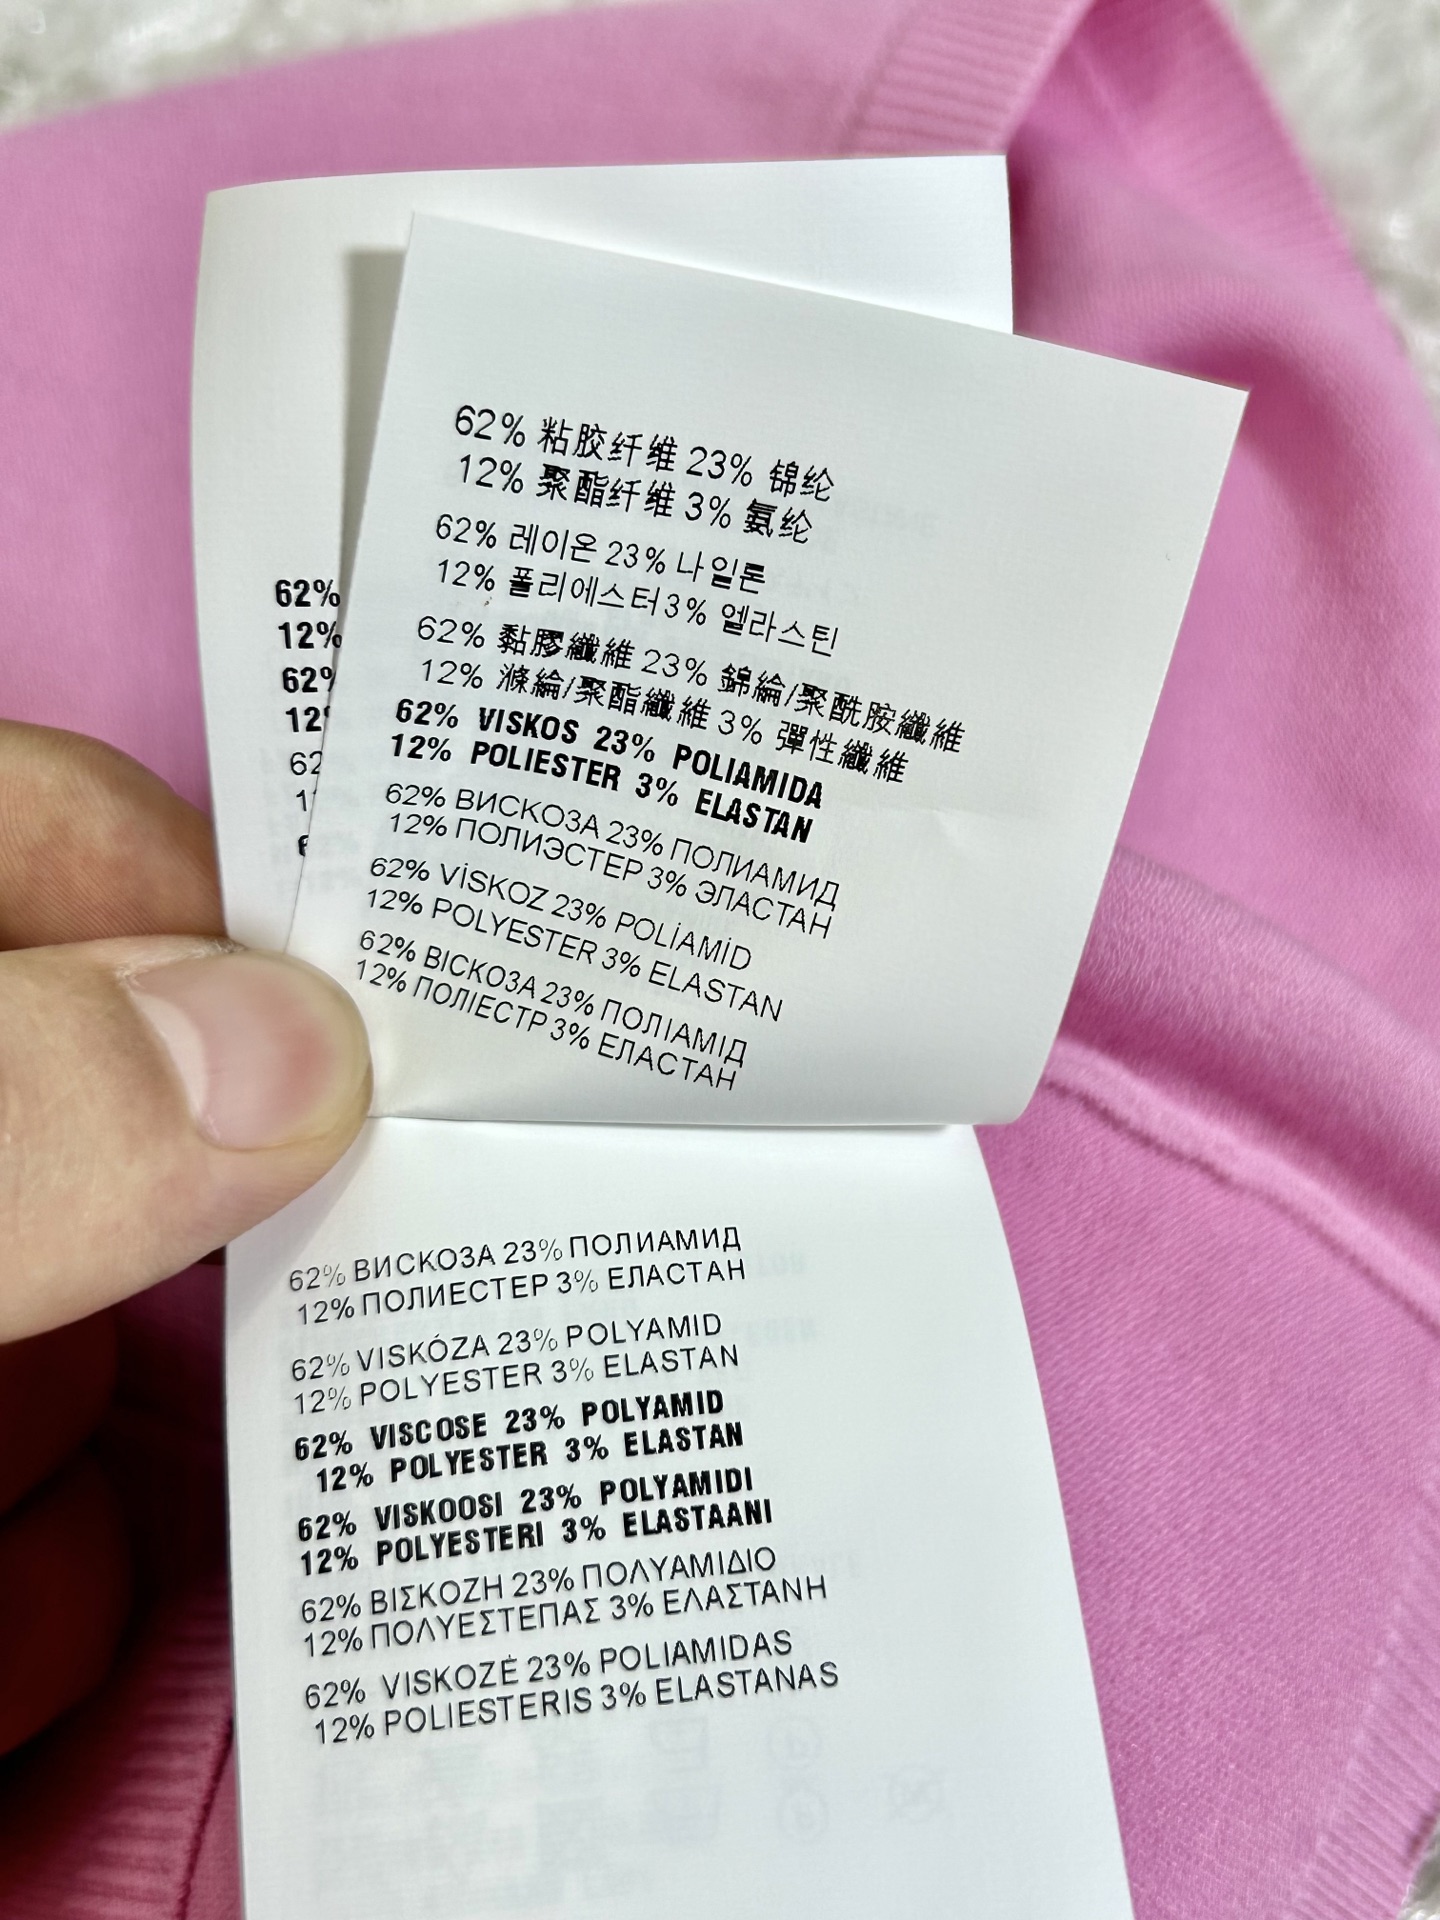 62% 粘胶纤维 23% 锦纶
12% 聚酯纤维 3% 氨纶
62% 레이온 23% 나일론
12% 폴리에스터 3% 엘라스틴
62% 黏膠纖維 23% 錦綸/聚酰胺纖維
12% 滌綸/聚酯纖維 3% 彈性纖維
62% VISKOS 23% POLIAMIDA
12% POLIESTER 3% ELASTAN
62% ВИСКОЗА 23% ПОЛИАМИД
12% ПОЛИЭСТЕР 3% ЭЛАСТАН
62% VİSKOZ 23% POLİAMİD
12% POLYESTER 3% ELASTAN
62% ВІСКОЗА 23% ПОЛІАМІД
12% ПОЛІЕСТР 3% ЕЛАСТАН
62%
12%
62%
12
62
62% ВИСКОЗА 23% ПОЛИАМИД
12% ПОЛИЕСТЕР 3% ЕЛАСТАН
62% VISKÓZA 23% POLYAMID
12% POLYESTER 3% ELASTAN
62% VISCOSE 23% POLYAMID
12% POLYESTER 3% ELASTAN
62% VISKOOSI 23% POLYAMIDI
12% POLYESTERI 3% ELASTAANI
62% ΒΙΣΚΟΖΗ 23% ΠΟΛΥΑΜΙΔΙΟ
12% ΠΟΛΥΕΣΤΕΠΑΣ 3% ΕΛΑΣΤΑΝΗ
62% VISKOZĖ 23% POLIAMIDAS
12% POLIESTERIS 3% ELASTANAS